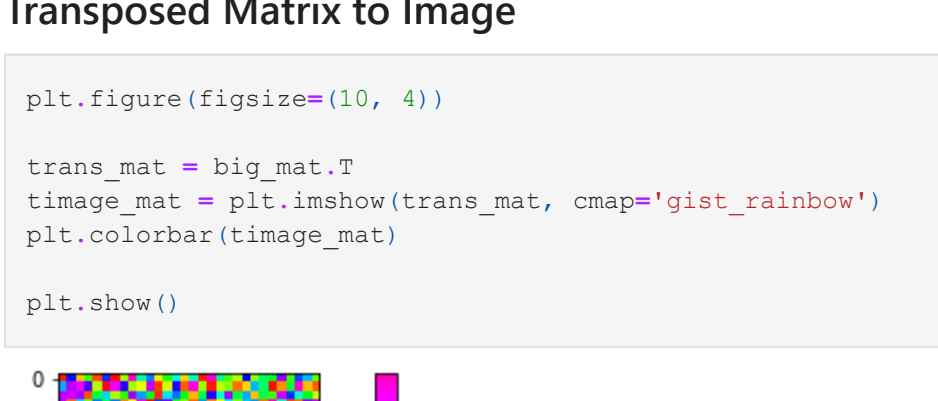 Transposed Matrix to Image
plt.figure(figsize=(10, 4))
trans_mat = big_mat.T
timage_mat = plt.imshow(trans_mat, cmap='gist_rainbow')
plt.colorbar(timage_mat)
plt.show()
0